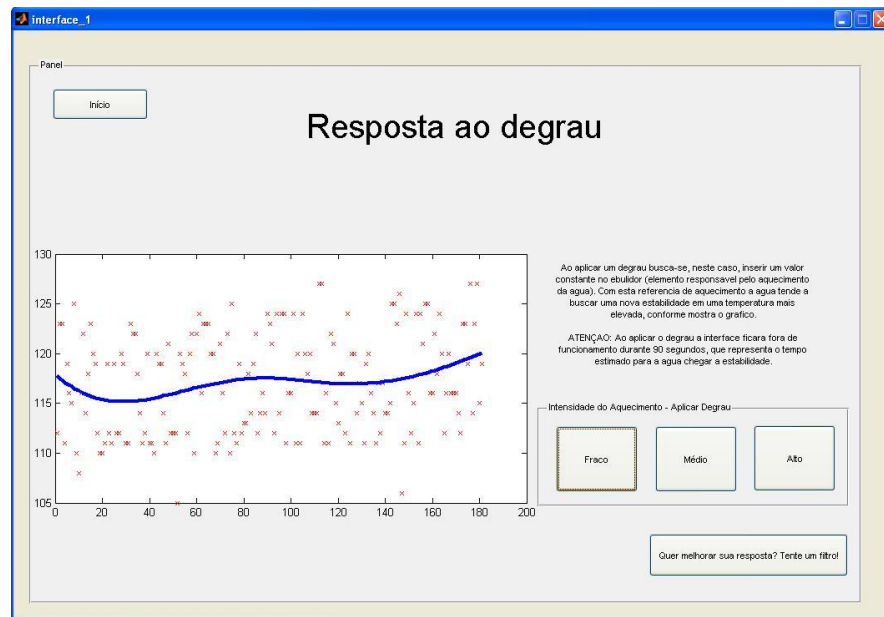 interface_1
Panel
Início
Resposta ao degrau
130
125
120
115
110
105
0
20
40
60
80
100
120
140
160
180
200
Ao aplicar um degrau busca-se, neste caso, inserir um valor
constante no ebulidor (elemento responsavel pelo aquecimento
da agua). Com esta referencia de aquecimento a agua tende a
buscar uma nova estabilidade em uma temperatura mais
elevada, conforme mostra o grafico.
ATENÇAO: Ao aplicar o degrau a interface ficara fora de
funcionamento durante 90 segundos, que representa o tempo
estimado para a agua chegar a estabilidade.
Intensidade do Aquecimento - Aplicar Degrau
Fraco
Médio
Alto
Quer melhorar sua resposta? Tente um filtro!